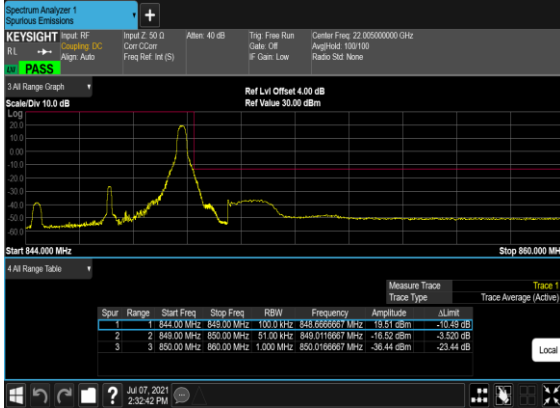 Spectrum Analyzer 1
Spurious Emissions
+
KEYSIGHT Input: RF Input Z: 50 Ω Atten: 40 dB Trig: Free Run Center Freq: 22.005000000 GHz
RL Coupling: DC Corr CCorr Gate: Off Avg|Hold: 100/100
Align: Auto Freq Ref: Int (S) IF Gain: Low Radio Std: None
PASS
3 All Range Graph
Ref Lvl Offset 4.00 dB
Scale/Div 10.0 dB Ref Value 30.00 dBm
Log
20.0
10.0
0.00
-10.0
-20.0
-30.0
-40.0
-50.0
-60.0
Start 844.000 MHz Stop 860.000 MH
4 All Range Table
Measure Trace Trace 1
Trace Type Trace Average (Active)
Spur Range Start Freq Stop Freq RBW Frequency Amplitude ΔLimit
1 1 844.00 MHz 849.00 MHz 100.0 kHz 848.6666667 MHz 19.51 dBm -10.49 dB
2 2 849.00 MHz 850.00 MHz 51.00 kHz 849.0116667 MHz -16.52 dBm -3.520 dB
3 3 850.00 MHz 860.00 MHz 1.000 MHz 850.0166667 MHz -36.44 dBm -23.44 dB
Local
? Jul 07, 2021
2:32:42 PM